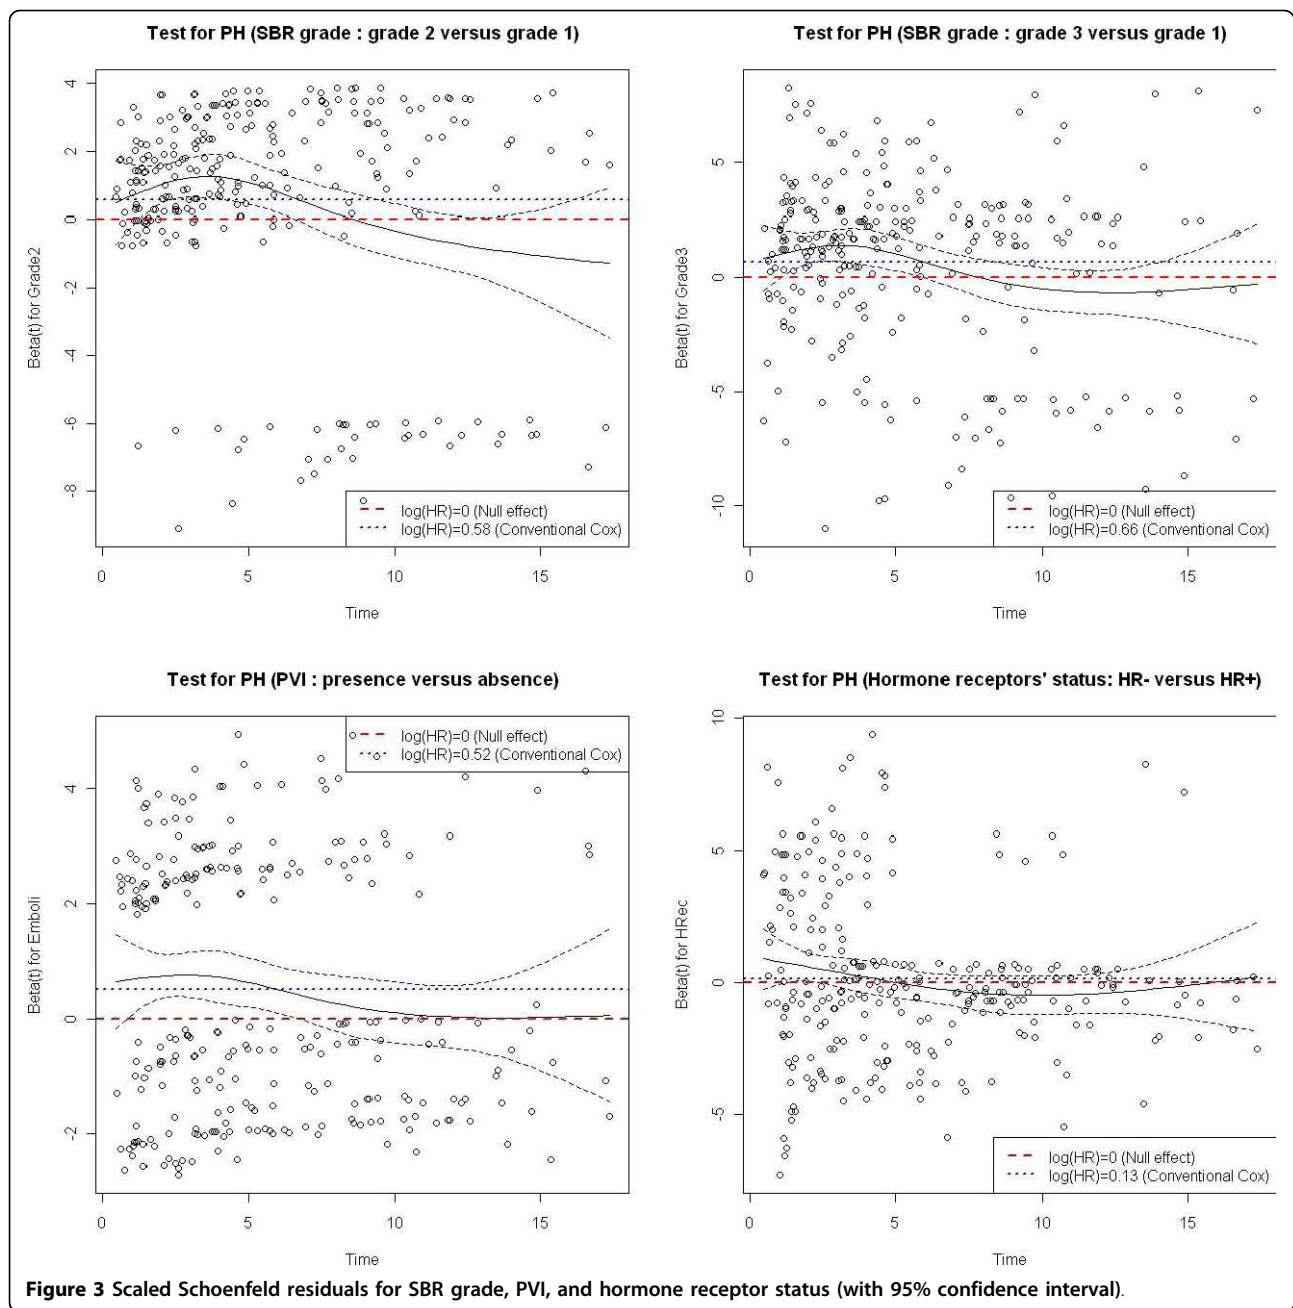 Test for PH (SBR grade : grade 2 versus grade 1)
Beta(t) for Grade2
4
2
0
-2
-4
-6
-8
log(HR)=0 (Null effect)
log(HR)=0.58 (Conventional Cox)
0 5 10 15
Time
Test for PH (SBR grade : grade 3 versus grade 1)
Beta(t) for Grade3
5
0
-5
-10
log(HR)=0 (Null effect)
log(HR)=0.66 (Conventional Cox)
0 5 10 15
Time
Test for PH (PVI : presence versus absence)
Beta(t) for Emboli
4
2
0
-2
log(HR)=0 (Null effect)
log(HR)=0.52 (Conventional Cox)
0 5 10 15
Time
Test for PH (Hormone receptors' status: HR- versus HR+)
Beta(t) for HRec
10
5
0
-5
log(HR)=0 (Null effect)
log(HR)=0.13 (Conventional Cox)
0 5 10 15
Time
Figure 3 Scaled Schoenfeld residuals for SBR grade, PVI, and hormone receptor status (with 95% confidence interval).